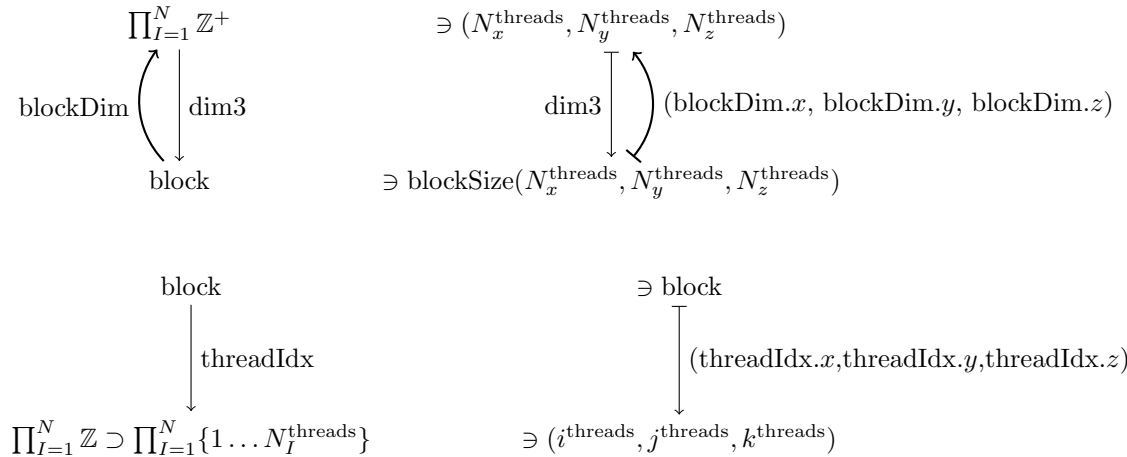 ∏_{I=1}^{N} ℤ⁺ ∋ (N_x^{threads}, N_y^{threads}, N_z^{threads})
blockDim dim3 dim3 (blockDim.x, blockDim.y, blockDim.z)
block ∋ blockSize(N_x^{threads}, N_y^{threads}, N_z^{threads})
block ∋ block
threadIdx (threadIdx.x,threadIdx.y,threadIdx.z)
∏_{I=1}^{N} ℤ ⊃ ∏_{I=1}^{N}{1…N_I^{threads}} ∋ (i^{threads}, j^{threads}, k^{threads})